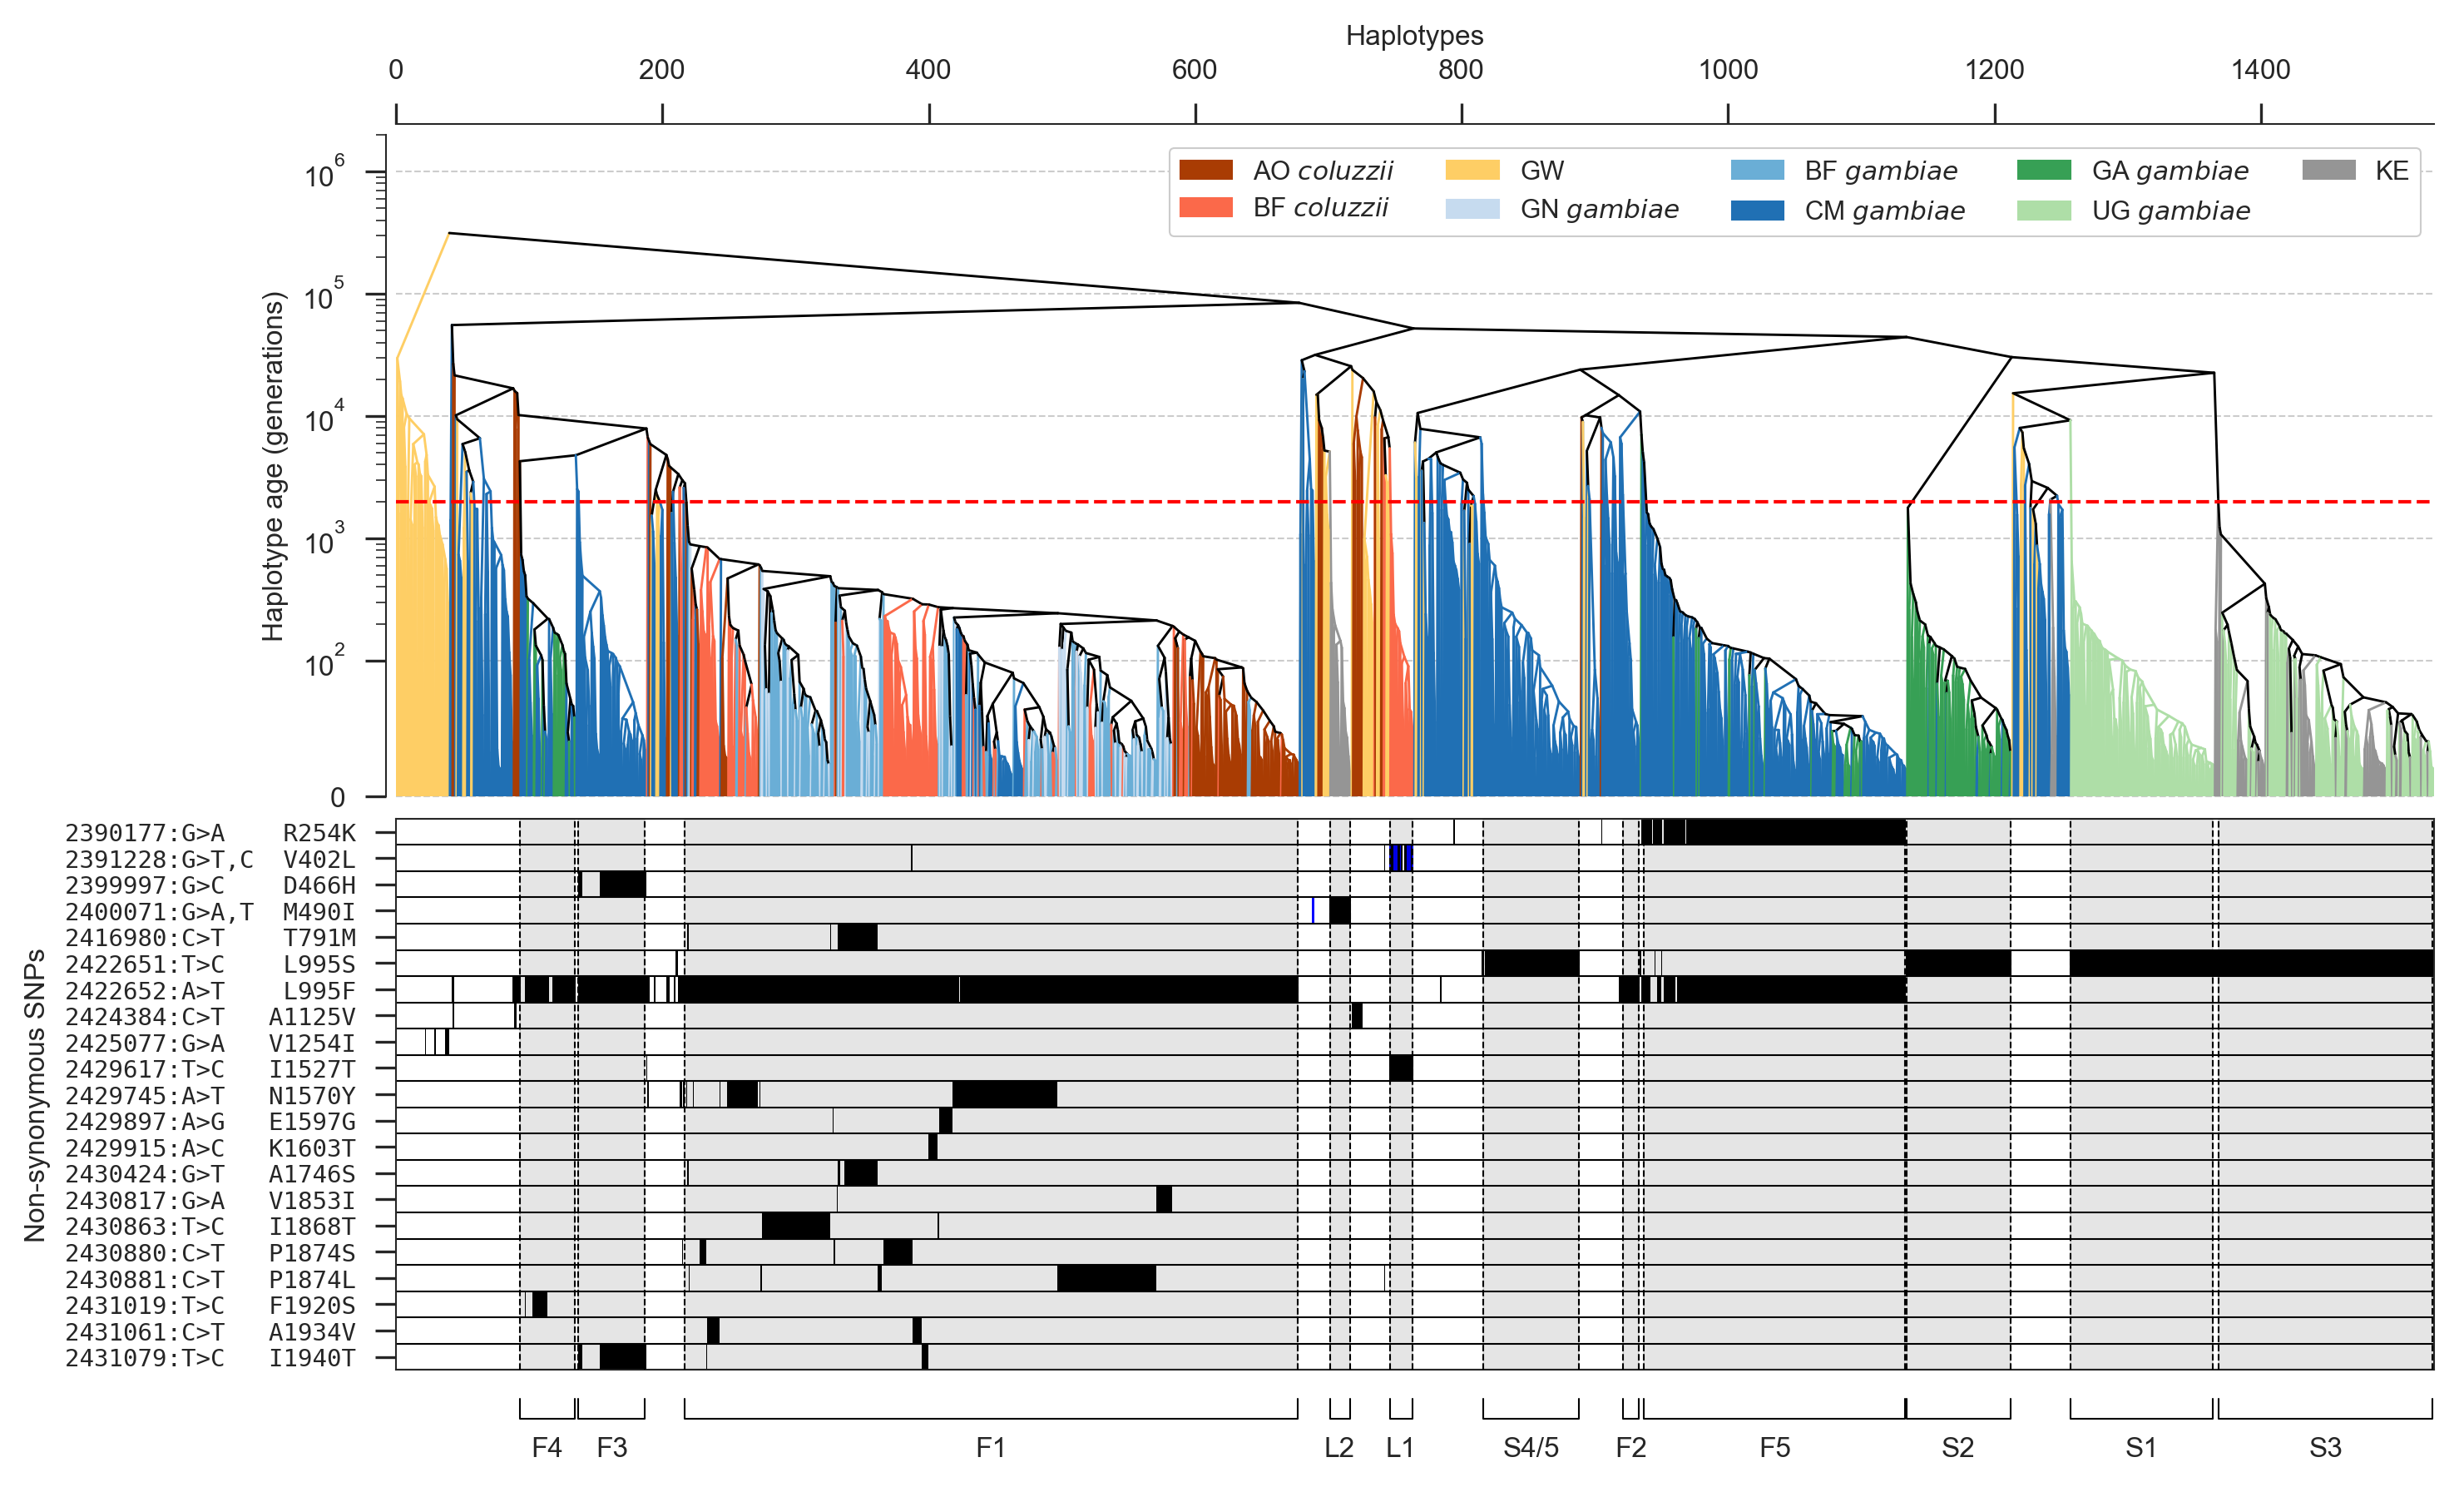 Haplotypes
0 200 400 600 800 1000 1200 1400
AO coluzzii GW BF gambiae GA gambiae KE
BF coluzzii GN gambiae CM gambiae UG gambiae
Haplotype age (generations)
10^6
10^5
10^4
10^3
10^2
0
Non-synonymous SNPs
2390177:G>A R254K
2391228:G>T,C V402L
2399997:G>C D466H
2400071:G>A,T M490I
2416980:C>T T791M
2422651:T>C L995S
2422652:A>T L995F
2424384:C>T A1125V
2425077:G>A V1254I
2429617:T>C I1527T
2429745:A>T N1570Y
2429897:A>G E1597G
2429915:A>C K1603T
2430424:G>T A1746S
2430817:G>A V1853I
2430863:T>C I1868T
2430880:C>T P1874S
2430881:C>T P1874L
2431019:T>C F1920S
2431061:C>T A1934V
2431079:T>C I1940T
F4 F3 F1 L2 L1 S4/5 F2 F5 S2 S1 S3